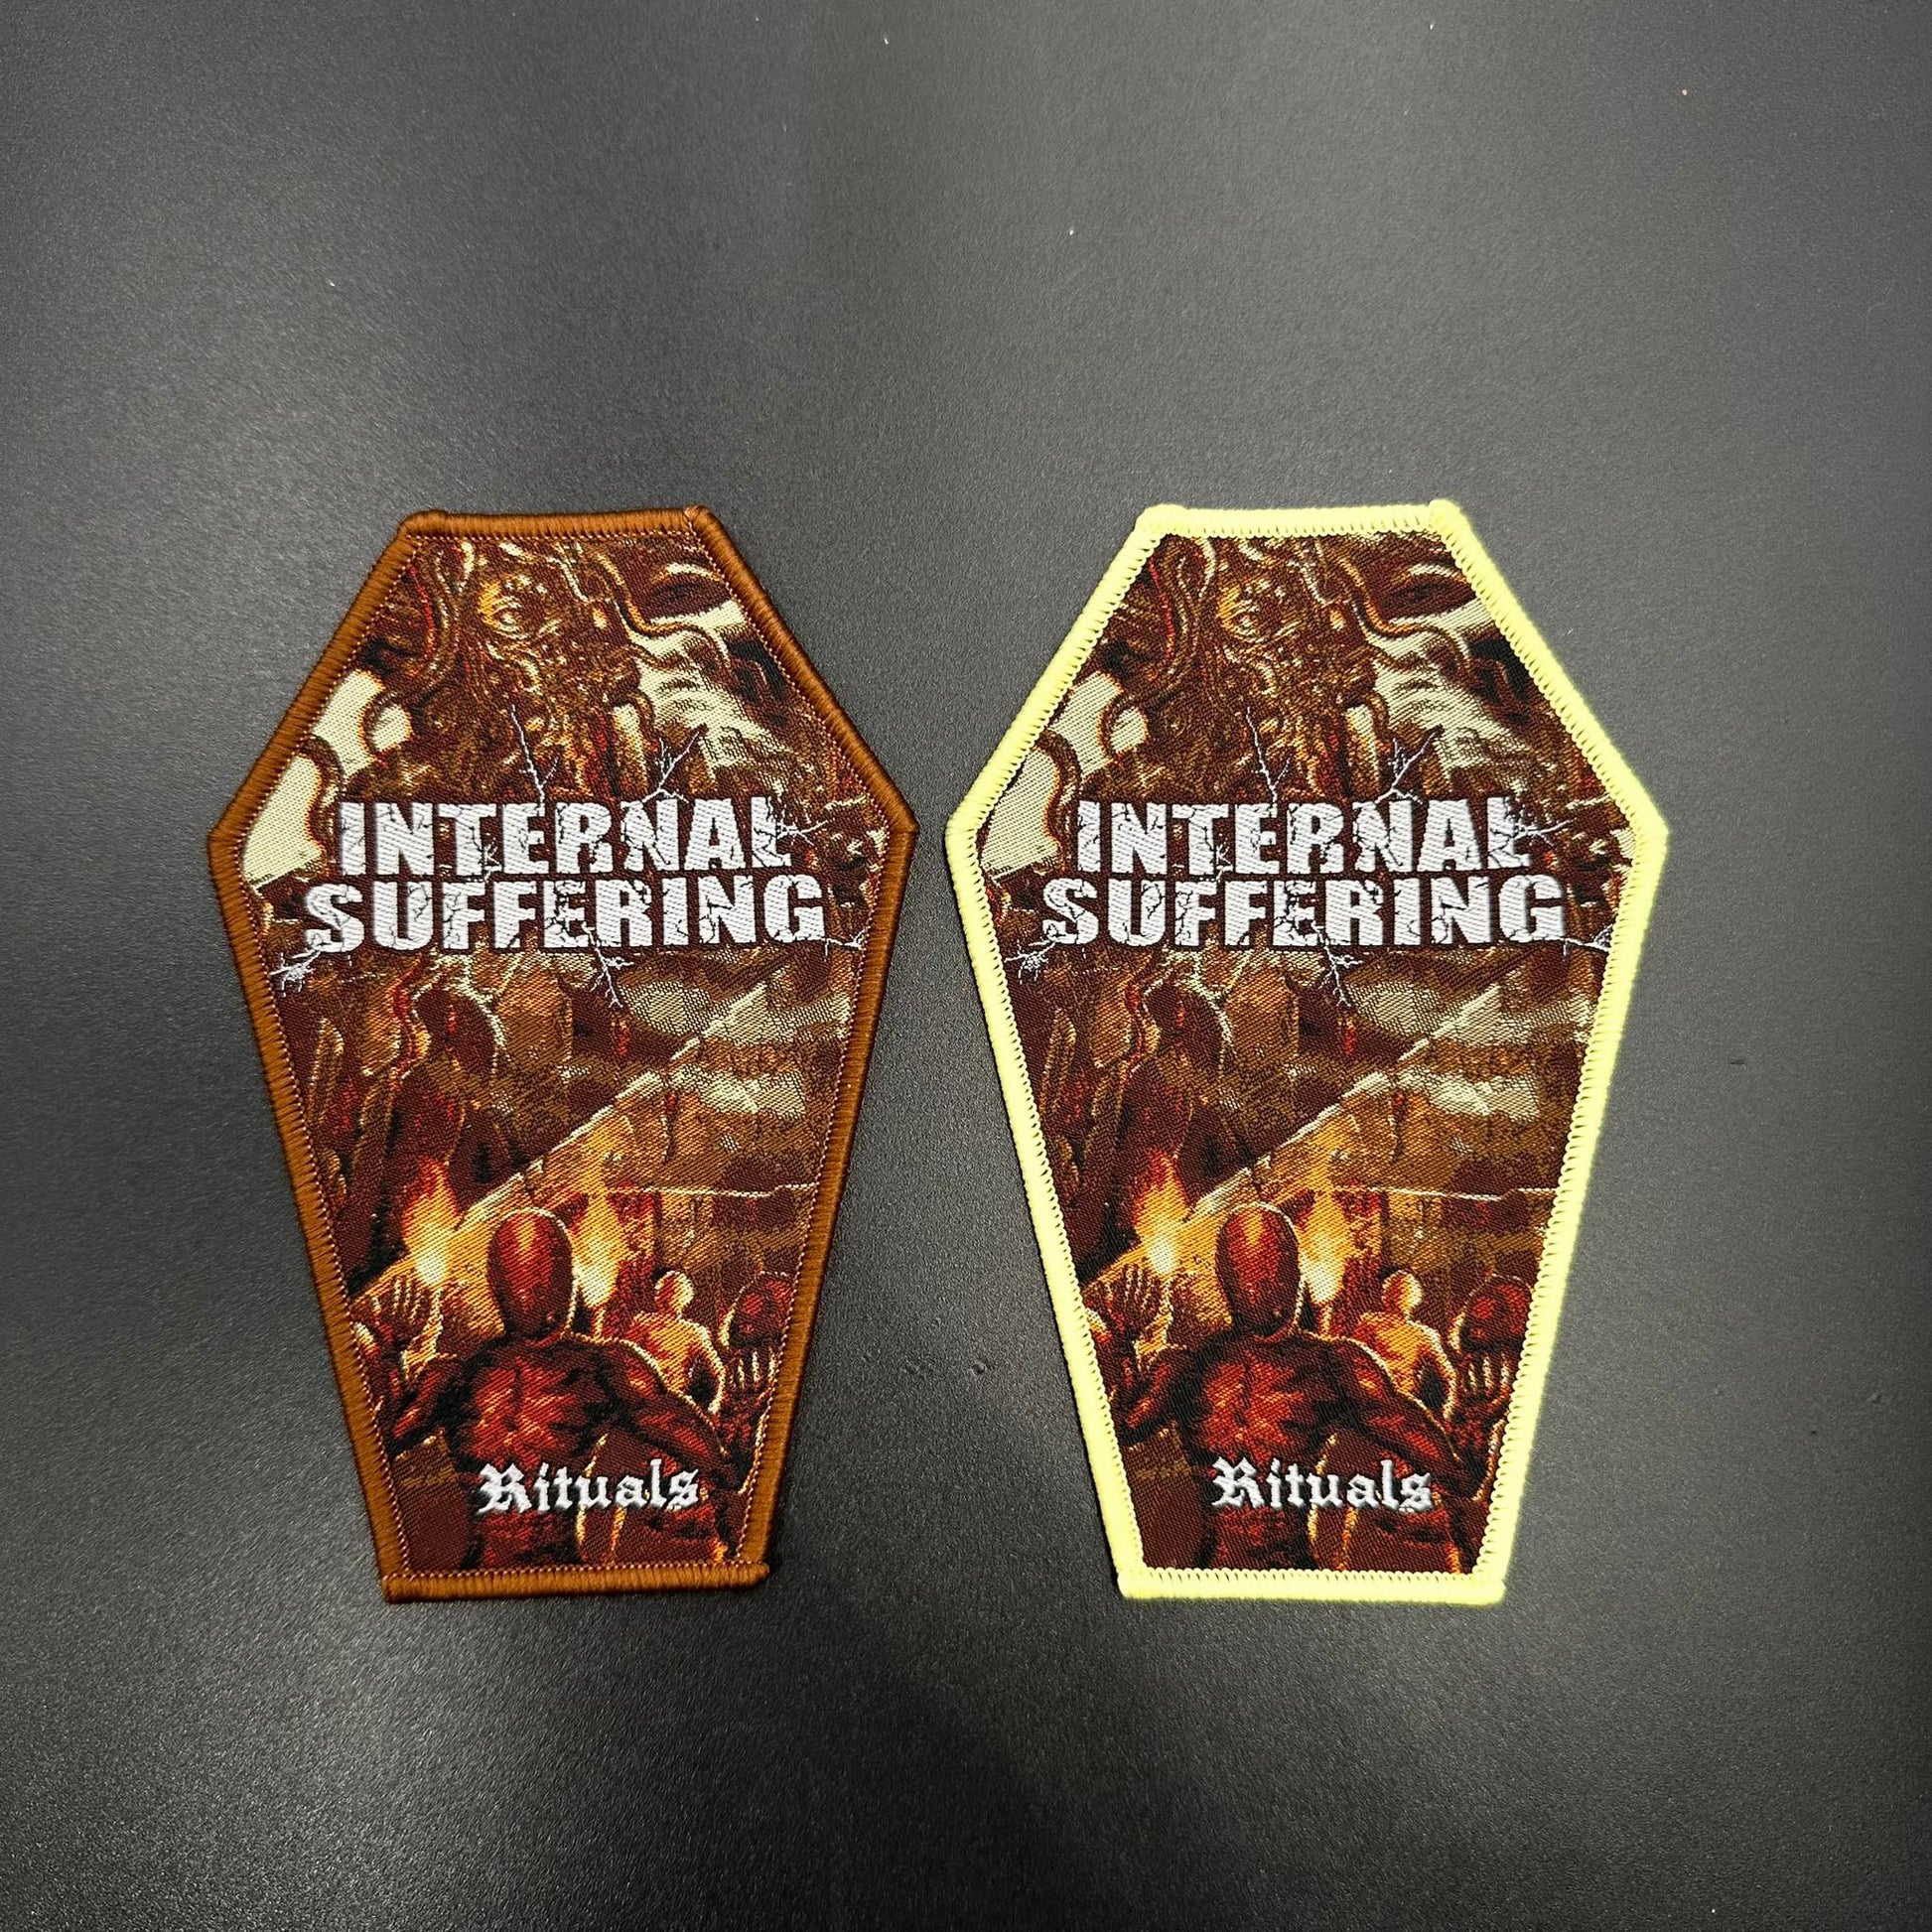 INTERNAL
SUFFERING
Rituals
INTERNAL
SUFFERING
Rituals